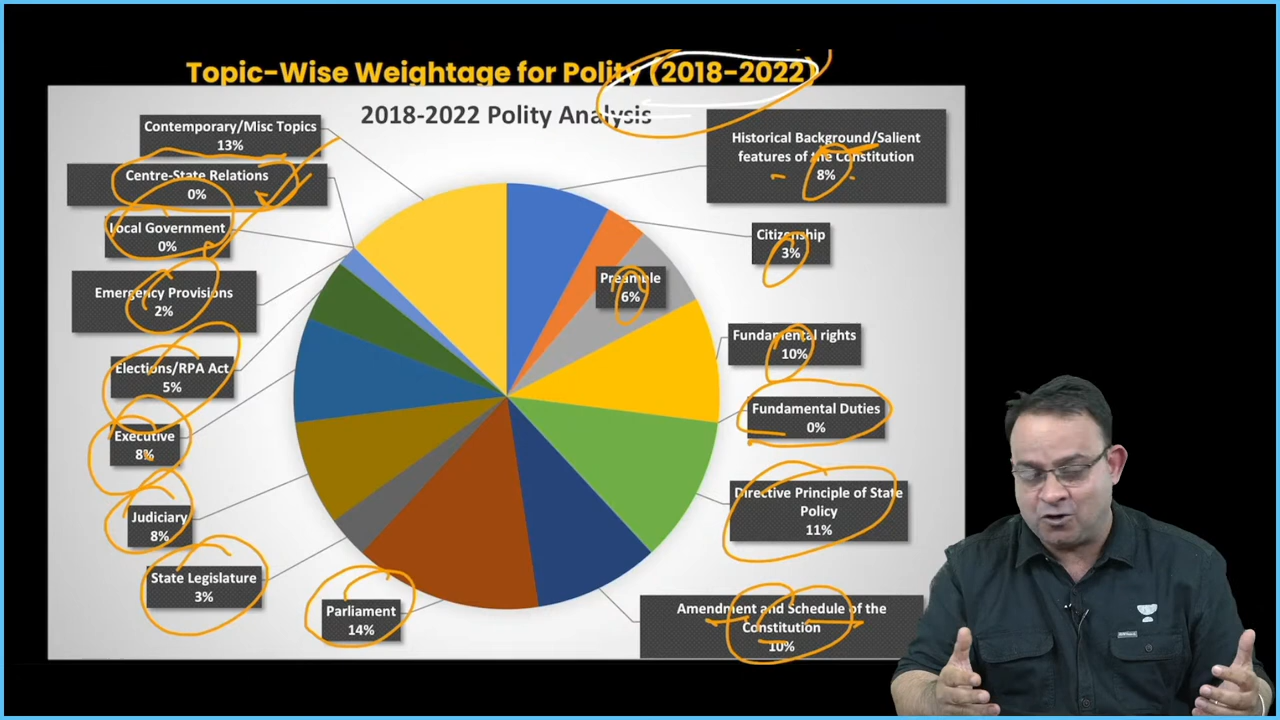 Topic-Wise Weightage for Polity (2018-2022)
2018-2022 Polity Analysis
Contemporary/Misc Topics
13%
Centre-State Relations
0%
Local Government
0%
Emergency Provisions
2%
Elections/RPA Act
5%
Executive
8%
Judiciary
8%
State Legislature
3%
Parliament
14%
Historical Background/Salient
features of the Constitution
8%
Citizenship
3%
Preamble
6%
Fundamental rights
10%
Fundamental Duties
0%
Directive Principle of State
Policy
11%
Amendment and Schedule of the
Constitution
10%